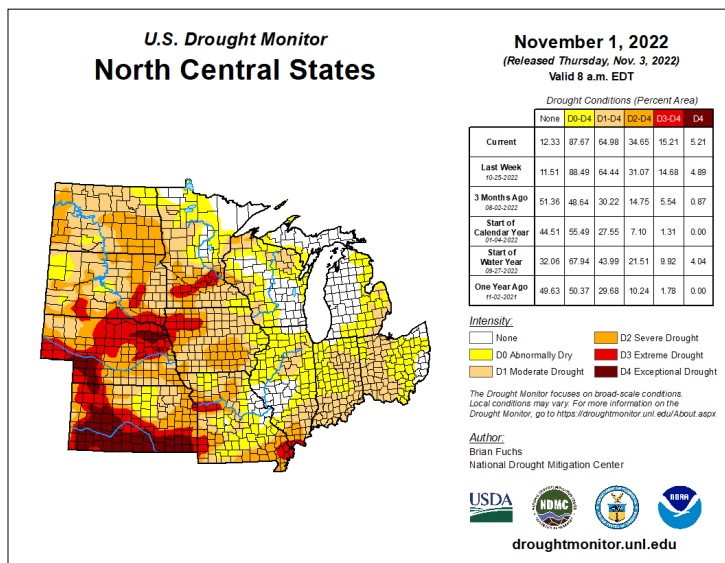 U.S. Drought Monitor
North Central States
November 1, 2022
(Released Thursday, Nov. 3, 2022)
Valid 8 a.m. EDT
Drought Conditions (Percent Area)
None D0-D4 D1-D4 D2-D4 D3-D4 D4
Current 12.33 87.67 64.98 34.65 15.21 5.21
Last Week
10-25-2022
11.51 88.49 64.44 31.07 14.68 4.89
3 Months Ago
08-02-2022
51.36 48.64 30.22 14.75 5.54 0.87
Start of
Calendar Year
01-04-2022
44.51 55.49 27.55 7.10 1.31 0.00
Start of
Water Year
09-27-2022
32.06 67.94 43.99 21.51 9.92 4.04
One Year Ago
11-02-2021
49.63 50.37 29.68 10.24 1.78 0.00
Intensity:
None
D0 Abnormally Dry
D1 Moderate Drought
D2 Severe Drought
D3 Extreme Drought
D4 Exceptional Drought
The Drought Monitor focuses on broad-scale conditions.
Local conditions may vary. For more information on the
Drought Monitor, go to https://droughtmonitor.unl.edu/About.aspx
Author:
Brian Fuchs
National Drought Mitigation Center
USDA
NDMC
NOAA
droughtmonitor.unl.edu